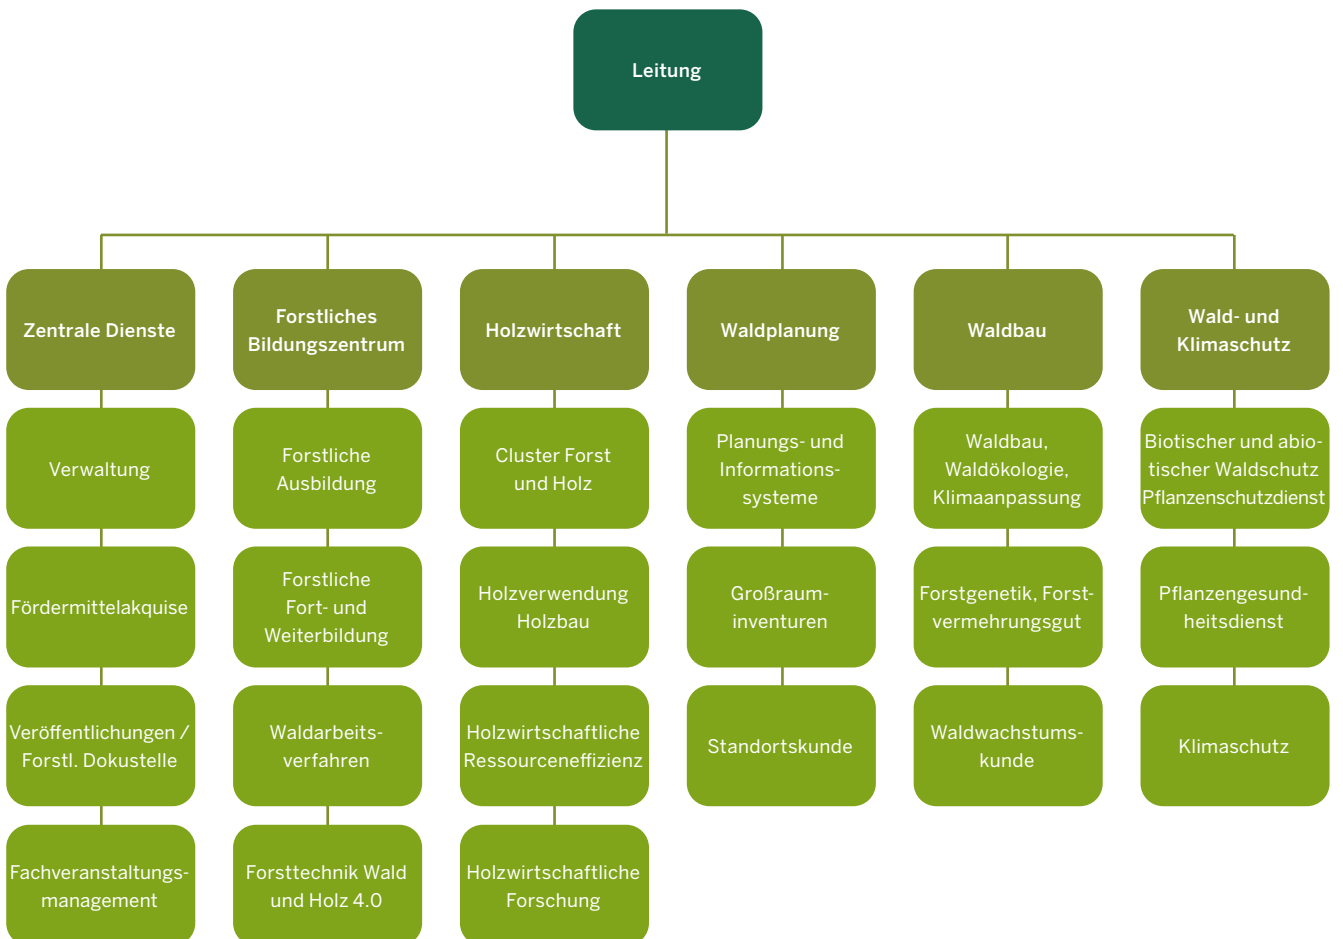 Leitung
Zentrale Dienste
Forstliches
Bildungszentrum
Holzwirtschaft
Waldplanung
Waldbau
Wald- und
Klimaschutz
Verwaltung
Forstliche
Ausbildung
Cluster Forst
und Holz
Planungs- und
Informations-
systeme
Waldbau,
Waldökologie,
Klimaanpassung
Biotischer und abio-
tischer Waldschutz
Pflanzenschutzdienst
Fördermittelakquise
Forstliche
Fort- und
Weiterbildung
Holzverwendung
Holzbau
Großraum-
inventuren
Forstgenetik, Forst-
vermehrungsgut
Pflanzengesund-
heitsdienst
Veröffentlichungen /
Forstl. Dokustelle
Waldarbeits-
verfahren
Holzwirtschaftliche
Ressourceneffizienz
Standortskunde
Waldwachstums-
kunde
Klimaschutz
Fachveranstaltungs-
management
Forsttechnik Wald
und Holz 4.0
Holzwirtschaftliche
Forschung